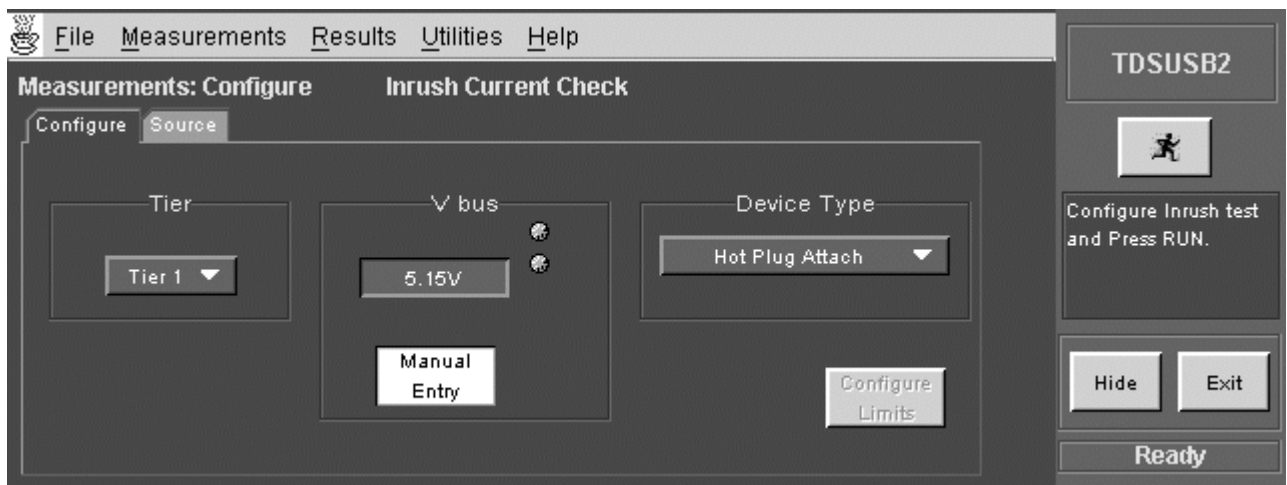 File Measurements Results Utilities Help
TDSUSB2
Measurements: Configure Inrush Current Check
Configure Source
Tier
V bus
Device Type
Tier 1
5.15V
Hot Plug Attach
Manual
Entry
Configure
Limits
Configure Inrush test
and Press RUN.
Hide Exit
Ready